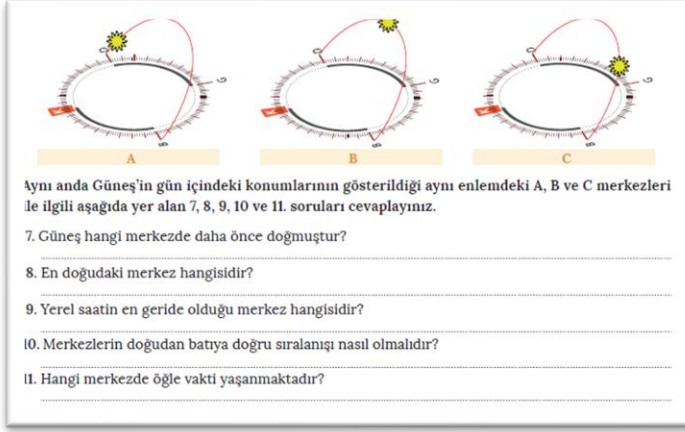 D
G
K
B
D
G
K
B
D
G
K
B
A
B
C
Aynı anda Güneş'in gün içindeki konumlarının gösterildiği aynı enlemdeki A, B ve C merkezleri
ile ilgili aşağıda yer alan 7, 8, 9, 10 ve 11. soruları cevaplayınız.
7. Güneş hangi merkezde daha önce doğmuştur?
8. En doğudaki merkez hangisidir?
9. Yerel saatin en geride olduğu merkez hangisidir?
10. Merkezlerin doğudan batıya doğru sıralanışı nasıl olmalıdır?
11. Hangi merkezde öğle vakti yaşanmaktadır?